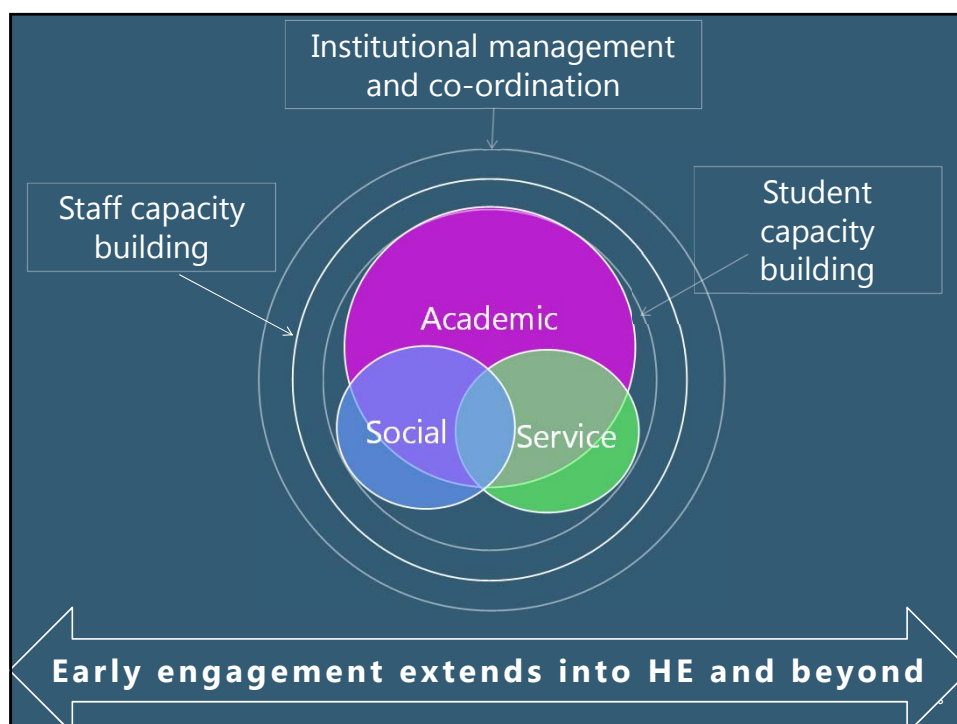 Institutional management
and co-ordination
Staff capacity
building
Student
capacity
building
Academic
Social
Service
Early engagement extends into HE and beyond